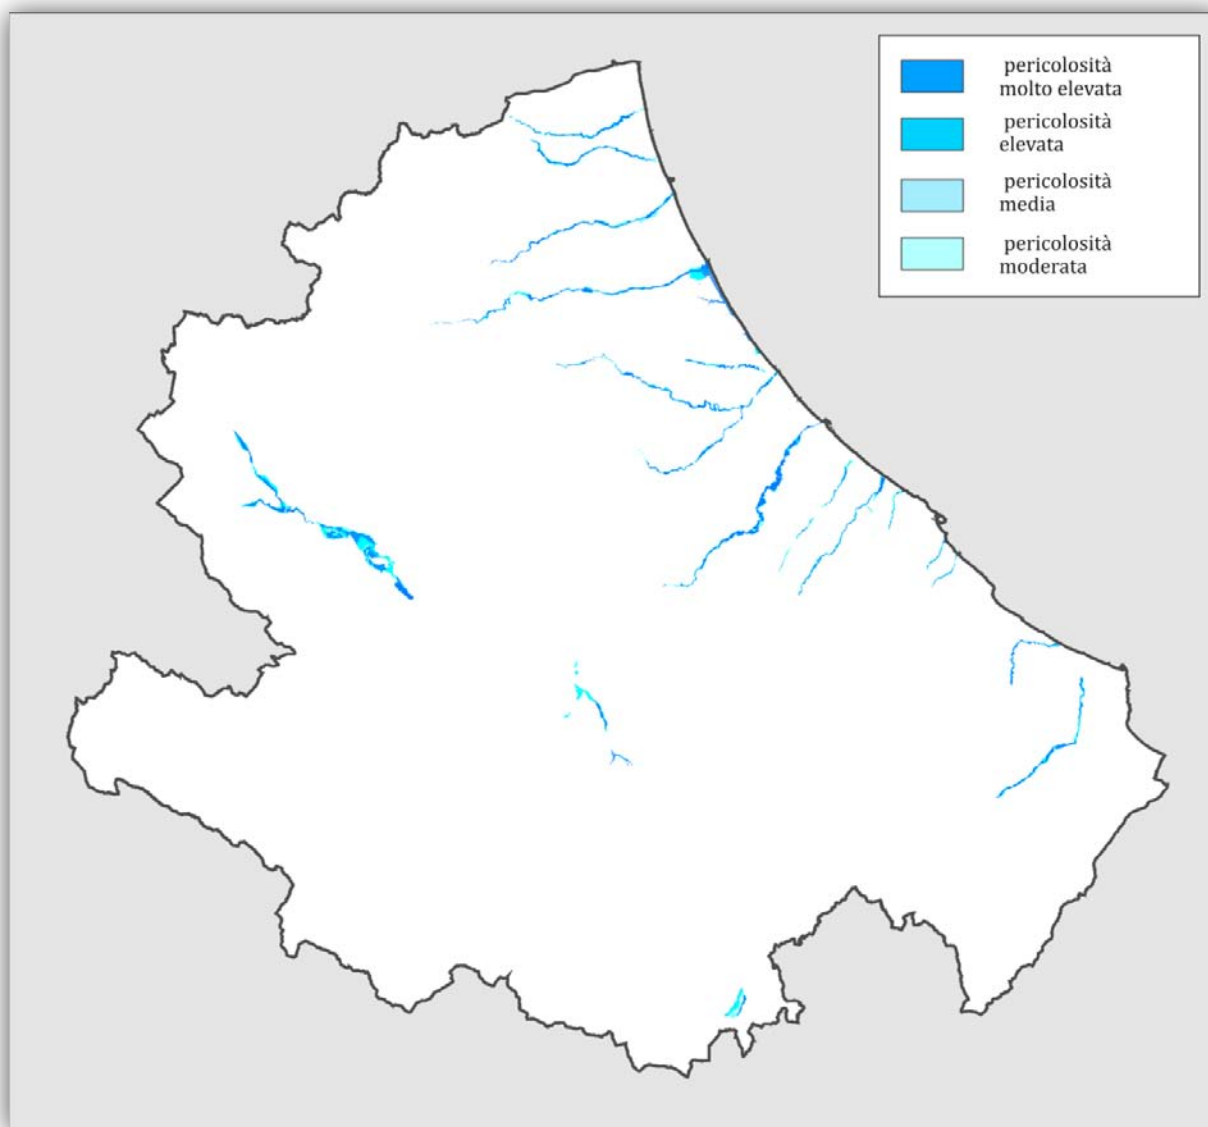 pericolosità
molto elevata
pericolosità
elevata
pericolosità
media
pericolosità
moderata